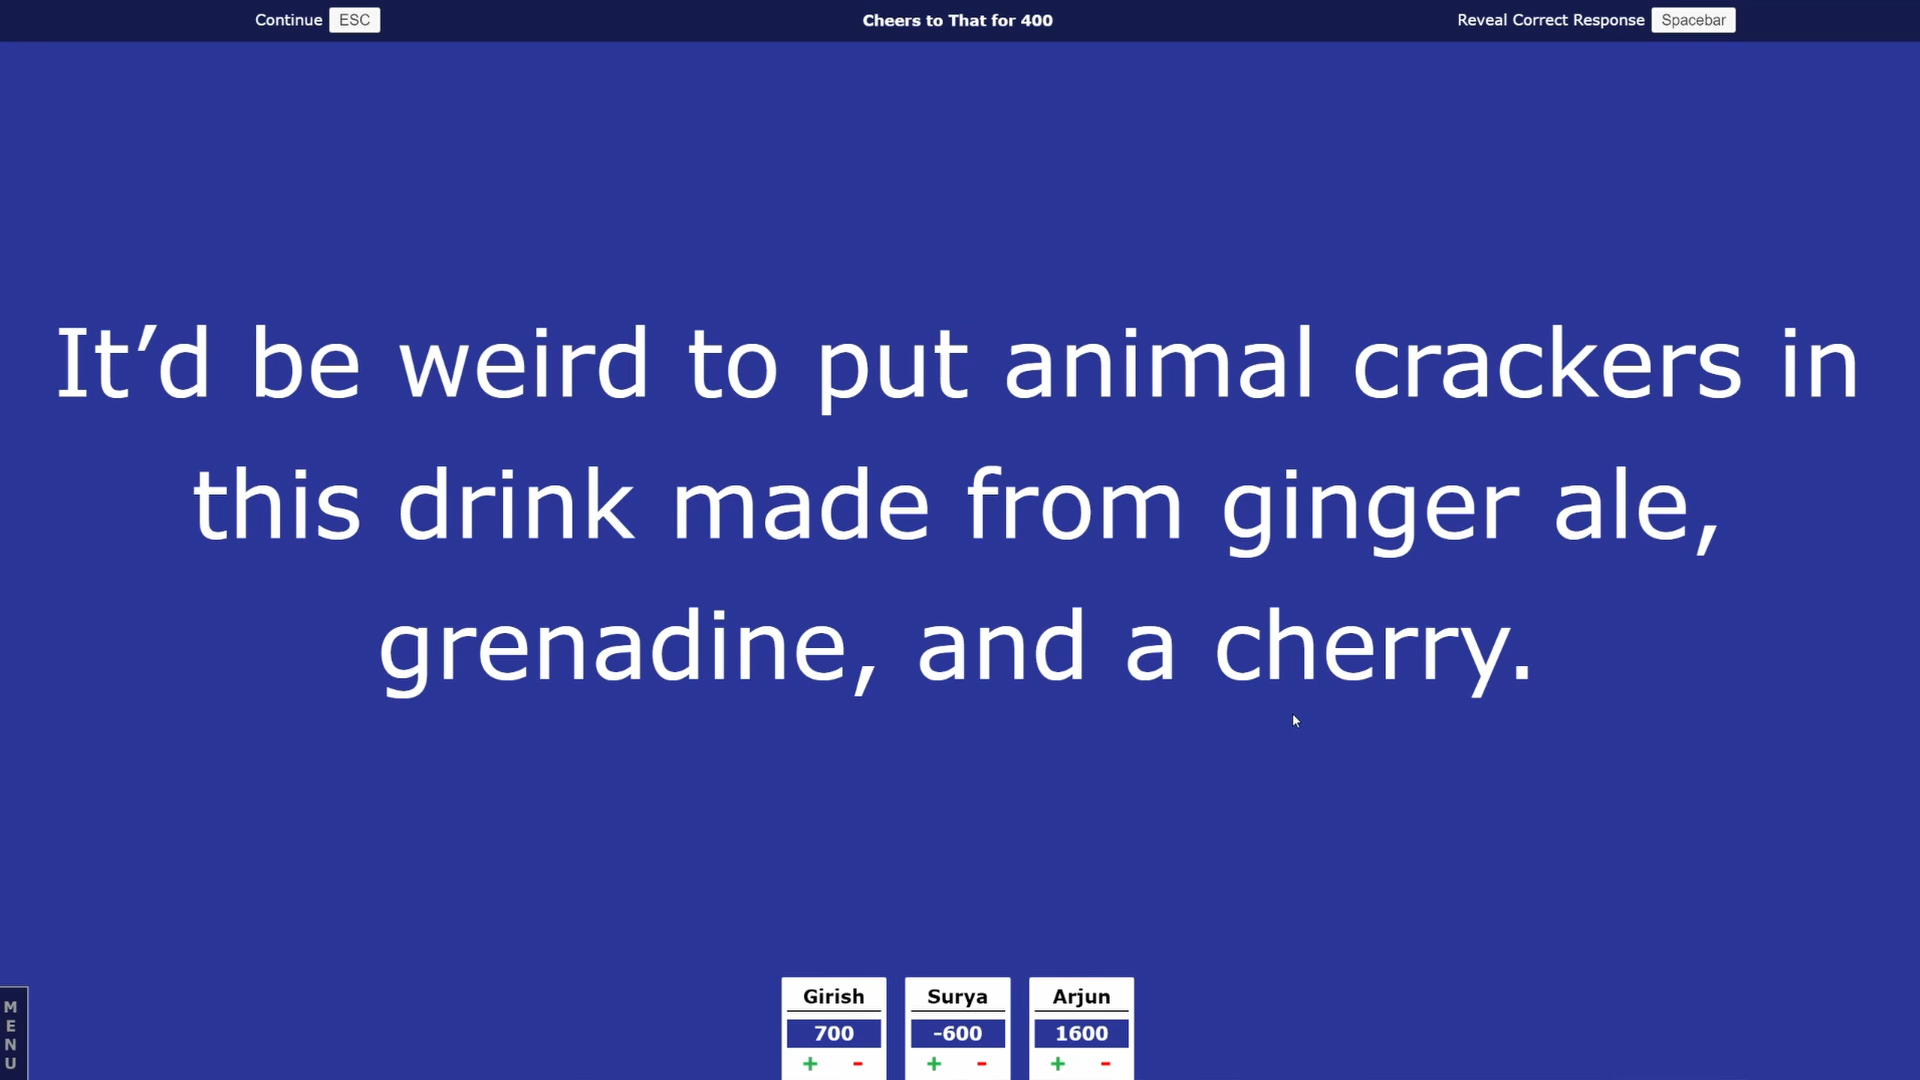 Continue ESC
Cheers to That for 400
Reveal Correct Response Spacebar
It’d be weird to put animal crackers in
this drink made from ginger ale,
grenadine, and a cherry.
MENU
Girish Surya Arjun
700 -600 1600
+ - + - + -